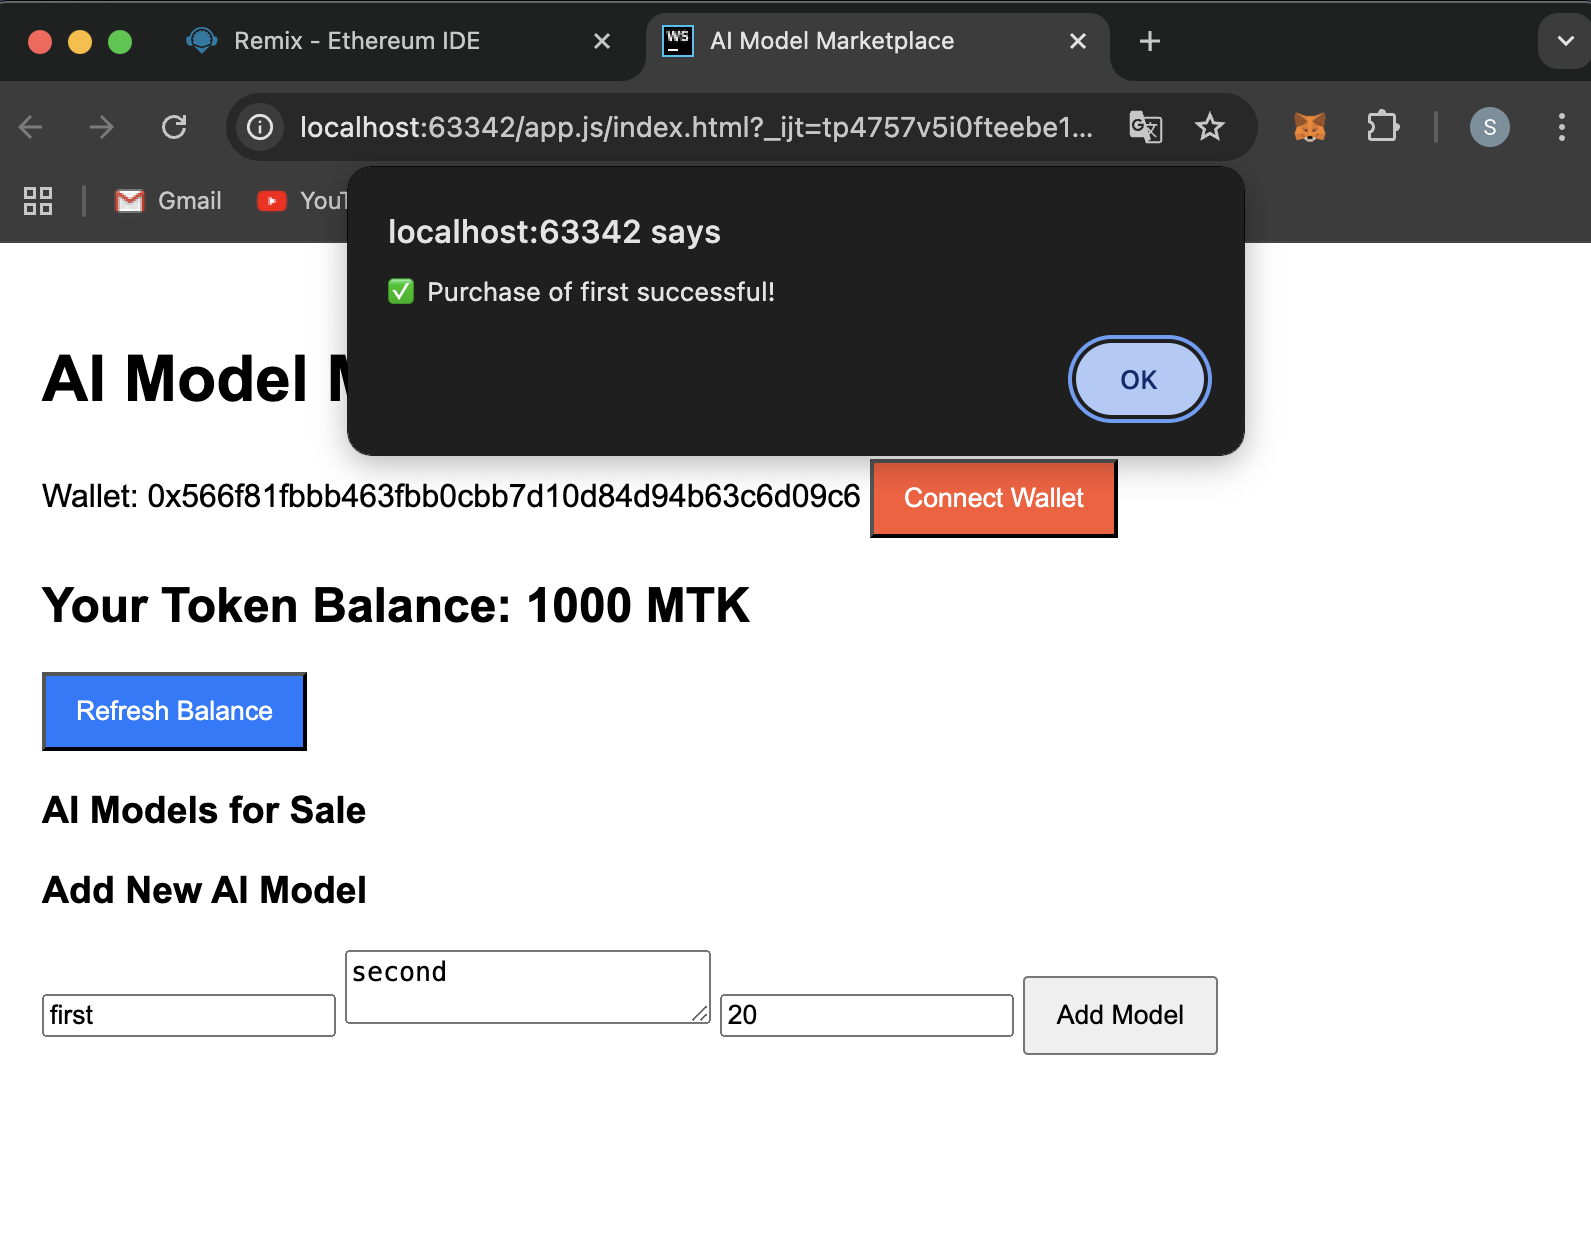 Remix - Ethereum IDE
WS
AI Model Marketplace
localhost:63342/app.js/index.html?_ijt=tp4757v5i0fteebe1...
S
Gmail
localhost:63342 says
✅ Purchase of first successful!
OK
AI Model
Wallet: 0x566f81fbbb463fbb0cbb7d10d84d94b63c6d09c6
Connect Wallet
Your Token Balance: 1000 MTK
Refresh Balance
AI Models for Sale
Add New AI Model
first
second
20
Add Model